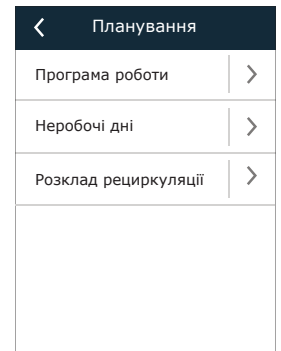 Планування
Програма роботи
Неробочі дні
Розклад рециркуляції